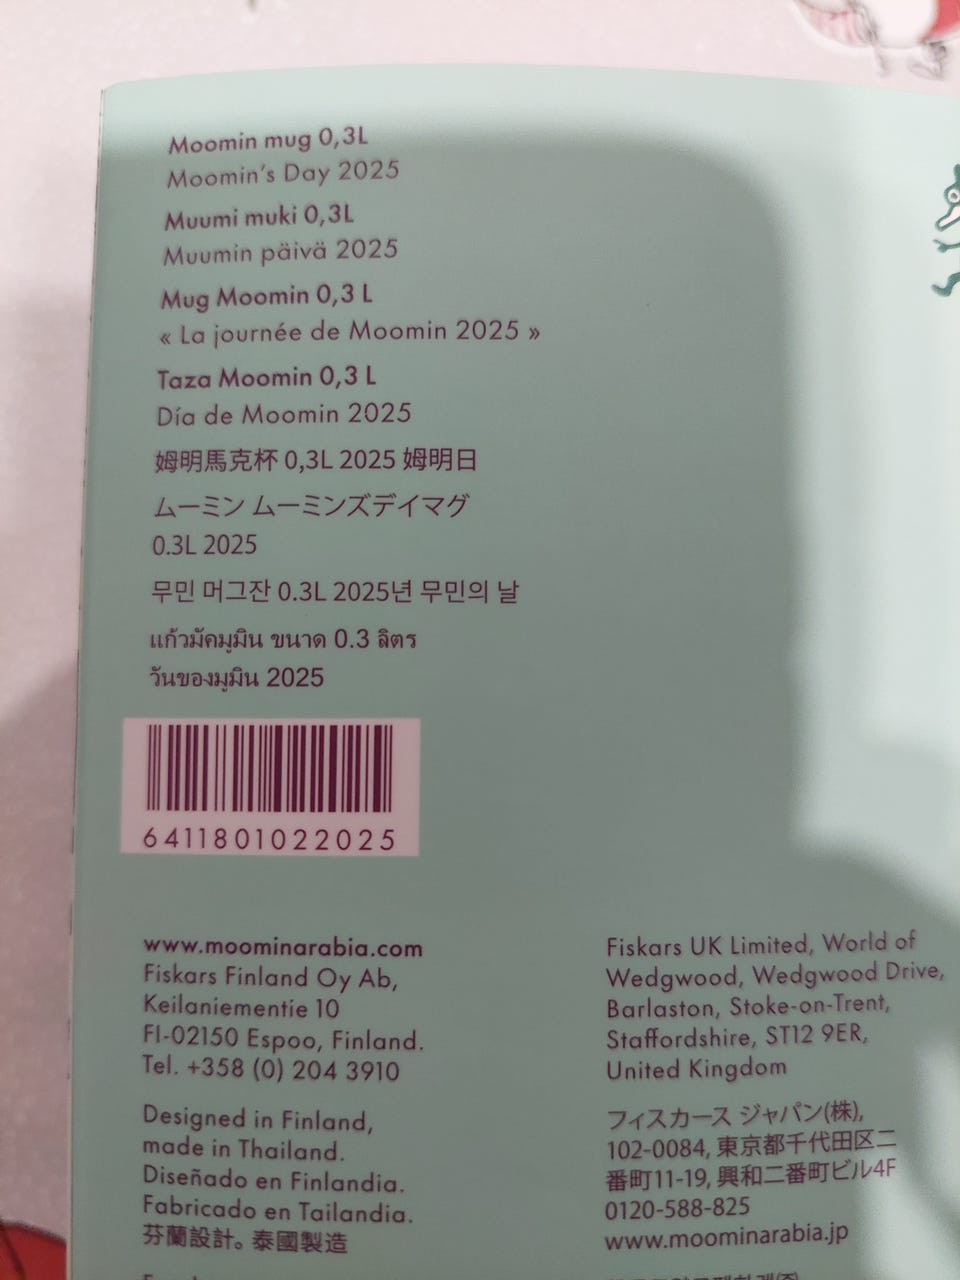 Moomin mug 0,3L
Moomin's Day 2025
Muumi muki 0,3L
Muumin päivä 2025
Mug Moomin 0,3 L
« La journée de Moomin 2025 »
Taza Moomin 0,3 L
Día de Moomin 2025
姆明馬克杯 0,3L 2025 姆明日
ムーミン ムーミンズデイマグ
0.3L 2025
무민 머그잔 0.3L 2025년 무민의 날
แก้วมัคมูมิน ขนาด 0.3 ลิตร
วันของมูมิน 2025
6411801022025
www.moominarabia.com
Fiskars Finland Oy Ab,
Keilaniementie 10
FI-02150 Espoo, Finland.
Tel. +358 (0) 204 3910
Designed in Finland,
made in Thailand.
Diseñado en Finlandia.
Fabricado en Tailandia.
芬蘭設計。泰國製造
Fiskars UK Limited, World of
Wedgwood, Wedgwood Drive,
Barlaston, Stoke-on-Trent,
Staffordshire, ST12 9ER,
United Kingdom
フィスカース ジャパン(株),
102-0084, 東京都千代田区二
番町11-19, 興和二番町ビル4F
0120-588-825
www.moominarabia.jp